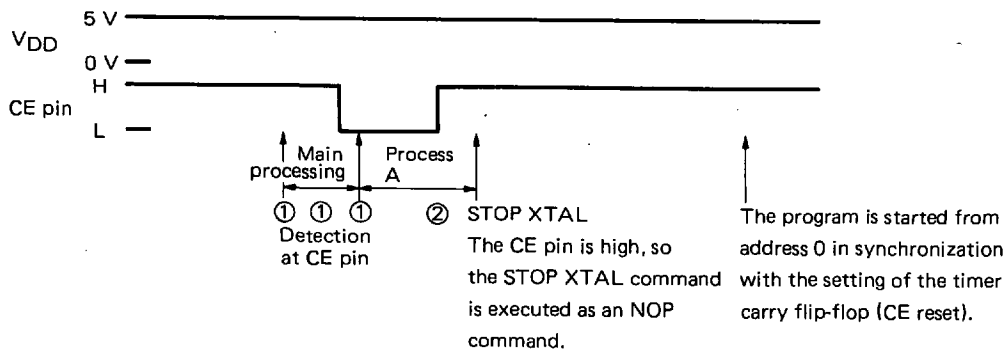 5 V
VDD
0 V
H
CE pin
L
Main
processing
Process
A
① ① ① ②
Detection
at CE pin
STOP XTAL
The CE pin is high, so
the STOP XTAL command
is executed as an NOP
command.
The program is started from
address 0 in synchronization
with the setting of the timer
carry flip-flop (CE reset).